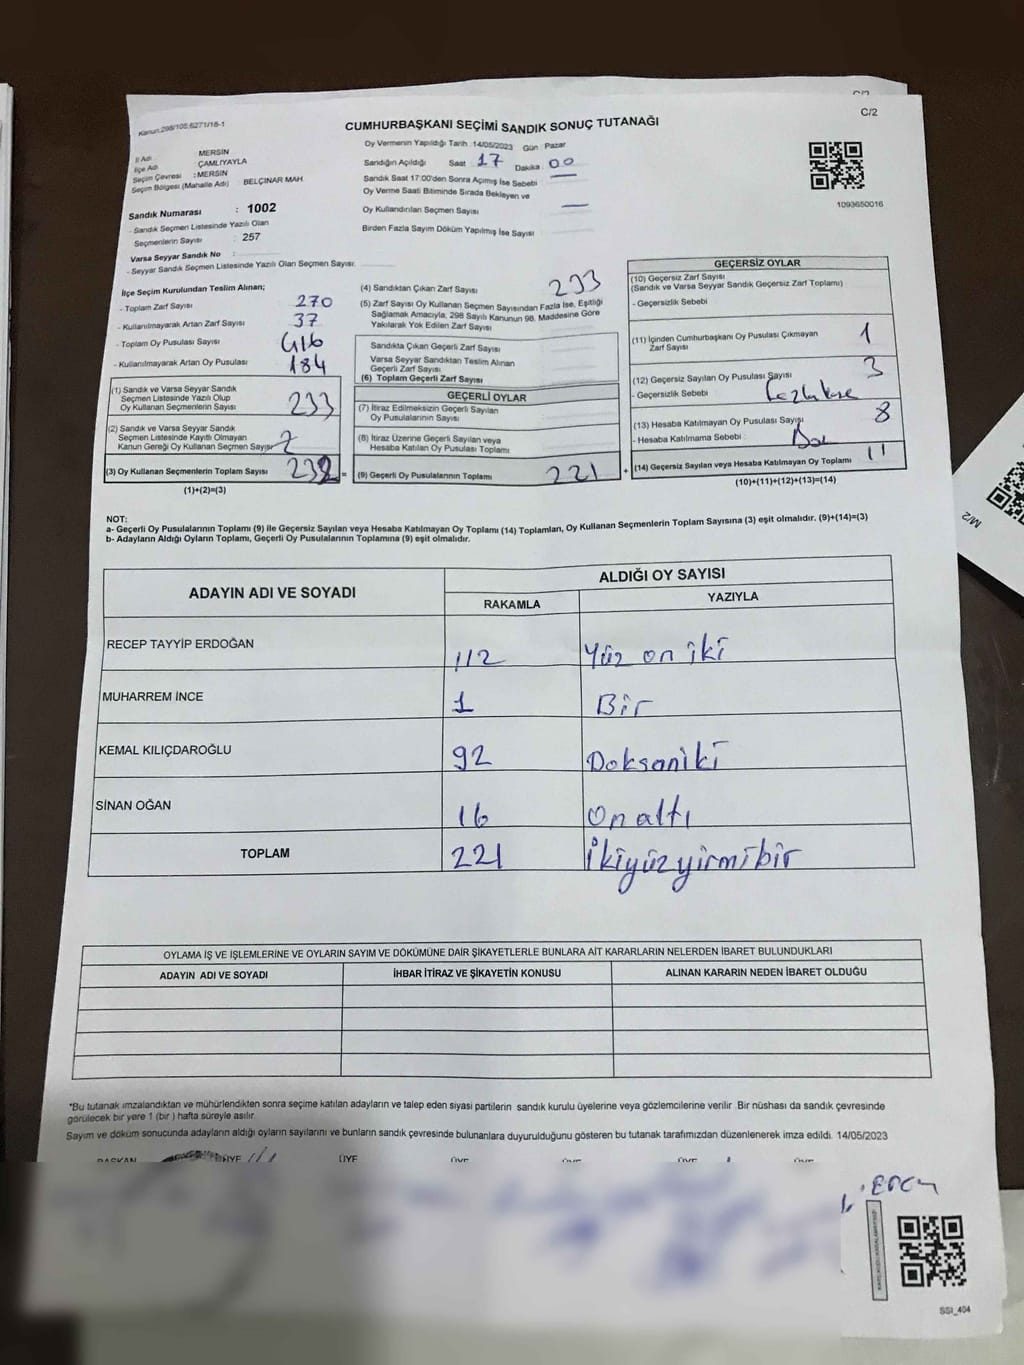 C/2
Kanun:298/105;6271/18-1
CUMHURBAŞKANI SEÇİMİ SANDIK SONUÇ TUTANAĞI
C/2
İl Adı : MERSİN
İlçe Adı : ÇAMLIYAYLA
Seçim Çevresi : MERSİN
Seçim Bölgesi (Mahalle Adı) BELÇINAR MAH.
Sandık Numarası : 1002
- Sandık Seçmen Listesinde Yazılı Olan
Seçmenlerin Sayısı : 257
Varsa Seyyar Sandık No :
- Seyyar Sandık Seçmen Listesinde Yazılı Olan Seçmen Sayısı:
Oy Vermenin Yapıldığı Tarih : 14/05/2023 Gün : Pazar
Sandığın Açıldığı Saat 17 Dakika : 00
Sandık Saat 17:00'den Sonra Açımış İse Sebebi
Oy Verme Saati Bitiminde Sırada Bekleyen ve
Oy Kullandırılan Seçmen Sayısı
Birden Fazla Sayım Döküm Yapılmış İse Sayısı
1093650016
İlçe Seçim Kurulundan Teslim Alınan;
- Toplam Zarf Sayısı 270
- Kullanılmayarak Artan Zarf Sayısı 37
- Toplam Oy Pusulası Sayısı 416
- Kullanılmayarak Artan Oy Pusulası 184
(1) Sandık ve Varsa Seyyar Sandık
Seçmen Listesinde Yazılı Olup
Oy Kullanan Seçmenlerin Sayısı 233
(2) Sandık ve Varsa Seyyar Sandık
Seçmen Listesinde Kayıtlı Olmayan
Kanun Gereği Oy Kullanan Seçmen Sayısı
(3) Oy Kullanan Seçmenlerin Toplam Sayısı =
(1)+(2)=(3)
(4) Sandıktan Çıkan Zarf Sayısı 233
(5) Zarf Sayısı Oy Kullanan Seçmen Sayısından Fazla İse, Eşitliği
Sağlamak Amacıyla, 298 Sayılı Kanunun 98. Maddesine Göre
Yakılarak Yok Edilen Zarf Sayısı
Sandıkta Çıkan Geçerli Zarf Sayısı
Varsa Seyyar Sandıktan Teslim Alınan
Geçerli Zarf Sayısı
(6) Toplam Geçerli Zarf Sayısı
GEÇERLİ OYLAR
(7) İtiraz Edilmeksizin Geçerli Sayılan
Oy Pusulalarının Sayısı
(8) İtiraz Üzerine Geçerli Sayılan veya
Hesaba Katılan Oy Pusulası Toplamı
(9) Geçerli Oy Pusulalarının Toplamı 221 +
GEÇERSİZ OYLAR
(10) Geçersiz Zarf Sayısı
(Sandık ve Varsa Seyyar Sandık Geçersiz Zarf Toplamı)
- Geçersizlik Sebebi
(11) İçinden Cumhurbaşkanı Oy Pusulası Çıkmayan
Zarf Sayısı 1
(12) Geçersiz Sayılan Oy Pusulası Sayısı 3
- Geçersizlik Sebebi
(13) Hesaba Katılmayan Oy Pusulası Sayısı 8
- Hesaba Katılmama Sebebi :
(14) Geçersiz Sayılan veya Hesaba Katılmayan Oy Toplamı 11
(10)+(11)+(12)+(13)=(14)
NOT:
a- Geçerli Oy Pusulalarının Toplamı (9) ile Geçersiz Sayılan veya Hesaba Katılmayan Oy Toplamı (14) Toplamları, Oy Kullanan Seçmenlerin Toplam Sayısına (3) eşit olmalıdır. (9)+(14)=(3)
b- Adayların Aldığı Oyların Toplamı, Geçerli Oy Pusulalarının Toplamına (9) eşit olmalıdır.
ADAYIN ADI VE SOYADI ALDIĞI OY SAYISI
RAKAMLA YAZIYLA
RECEP TAYYİP ERDOĞAN 112 Yüz on iki
MUHARREM İNCE 1 Bir
KEMAL KILIÇDAROĞLU 92 Doksaniki
SİNAN OĞAN 16 Onaltı
TOPLAM 221 İkiyüzyirmibir
OYLAMA İŞ VE İŞLEMLERİNE VE OYLARIN SAYIM VE DÖKÜMÜNE DAİR ŞİKAYETLERLE BUNLARA AİT KARARLARIN NELERDEN İBARET BULUNDUKLARI
ADAYIN ADI VE SOYADI İHBAR İTİRAZ VE ŞİKAYETİN KONUSU ALINAN KARARIN NEDEN İBARET OLDUĞU
*Bu tutanak imzalandıktan ve mühürlendikten sonra seçime katılan adayların ve talep eden siyasi partilerin sandık kurulu üyelerine veya gözlemcilerine verilir .Bir nüshası da sandık çevresinde
görülecek bir yere 1 (bir ) hafta süreyle asılır.
Sayım ve döküm sonucunda adayların aldığı oyların sayılarını ve bunların sandık çevresinde bulunanlara duyurulduğunu gösteren bu tutanak tarafımızdan düzenlenerek imza edildi. 14/05/2023
BAŞKAN ÜYE ÜYE ÜYE ÜYE ÜYE ÜYE
SSI_404
M/2